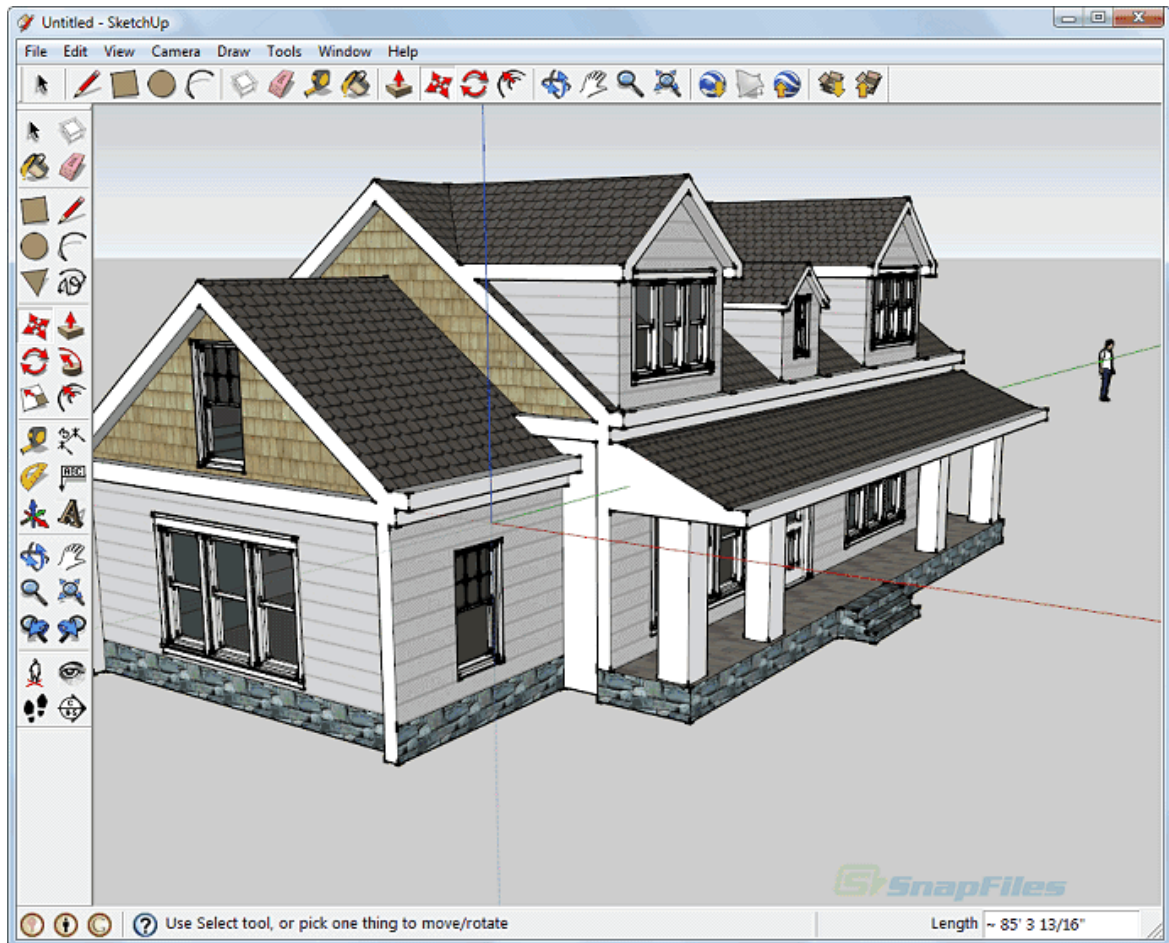 Untitled - SketchUp
File Edit View Camera Draw Tools Window Help
ABC
SnapFiles
Use Select tool, or pick one thing to move/rotate
Length ~ 85' 3 13/16"